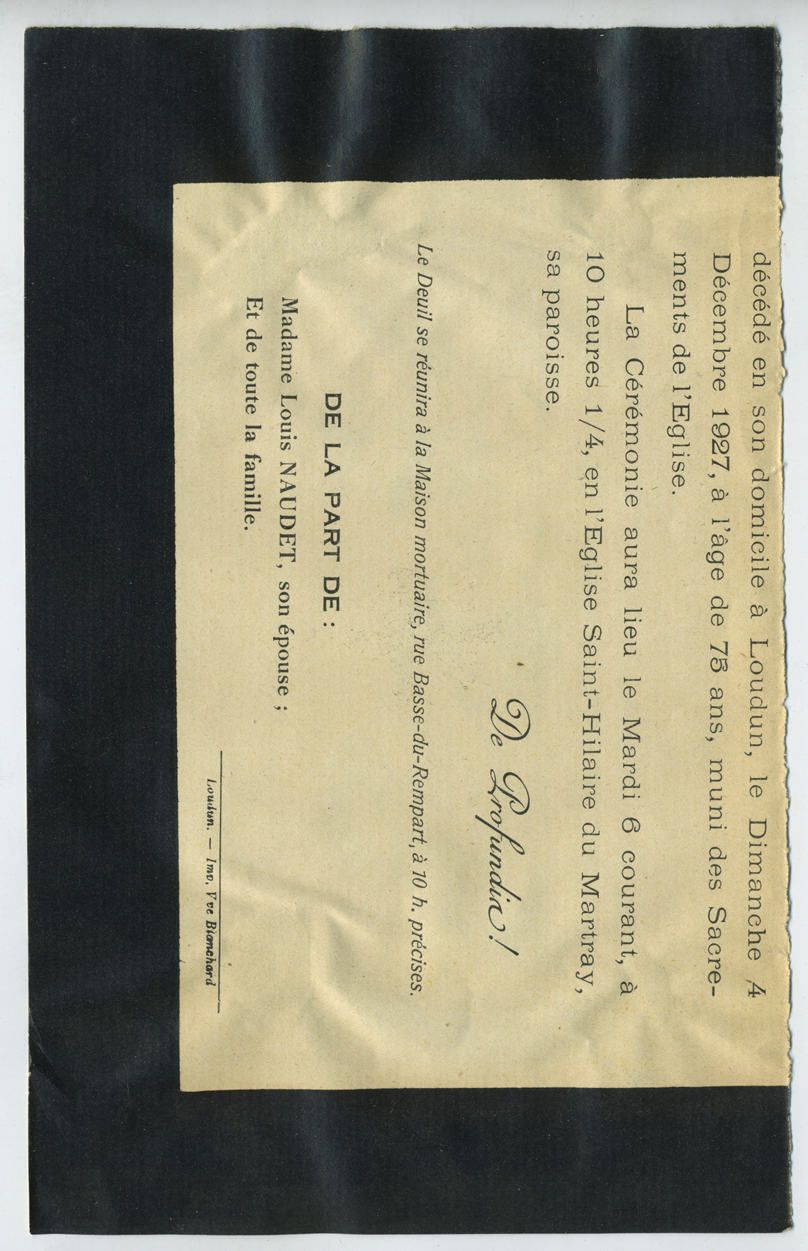 décédé en son domicile à Loudun, le Dimanche 4
Décembre 1927, à l'âge de 75 ans, muni des Sacre-
ments de l'Eglise.
La Cérémonie aura lieu le Mardi 6 courant, à
10 heures 1/4, en l'Eglise Saint-Hilaire du Martray,
sa paroisse.
De Profundis!
Le Deuil se réunira à la Maison mortuaire, rue Basse-du-Rempart, à 10 h. précises.
DE LA PART DE :
Madame Louis NAUDET, son épouse ;
Et de toute la famille.
Loudun. — Imp. Vve Blanchard